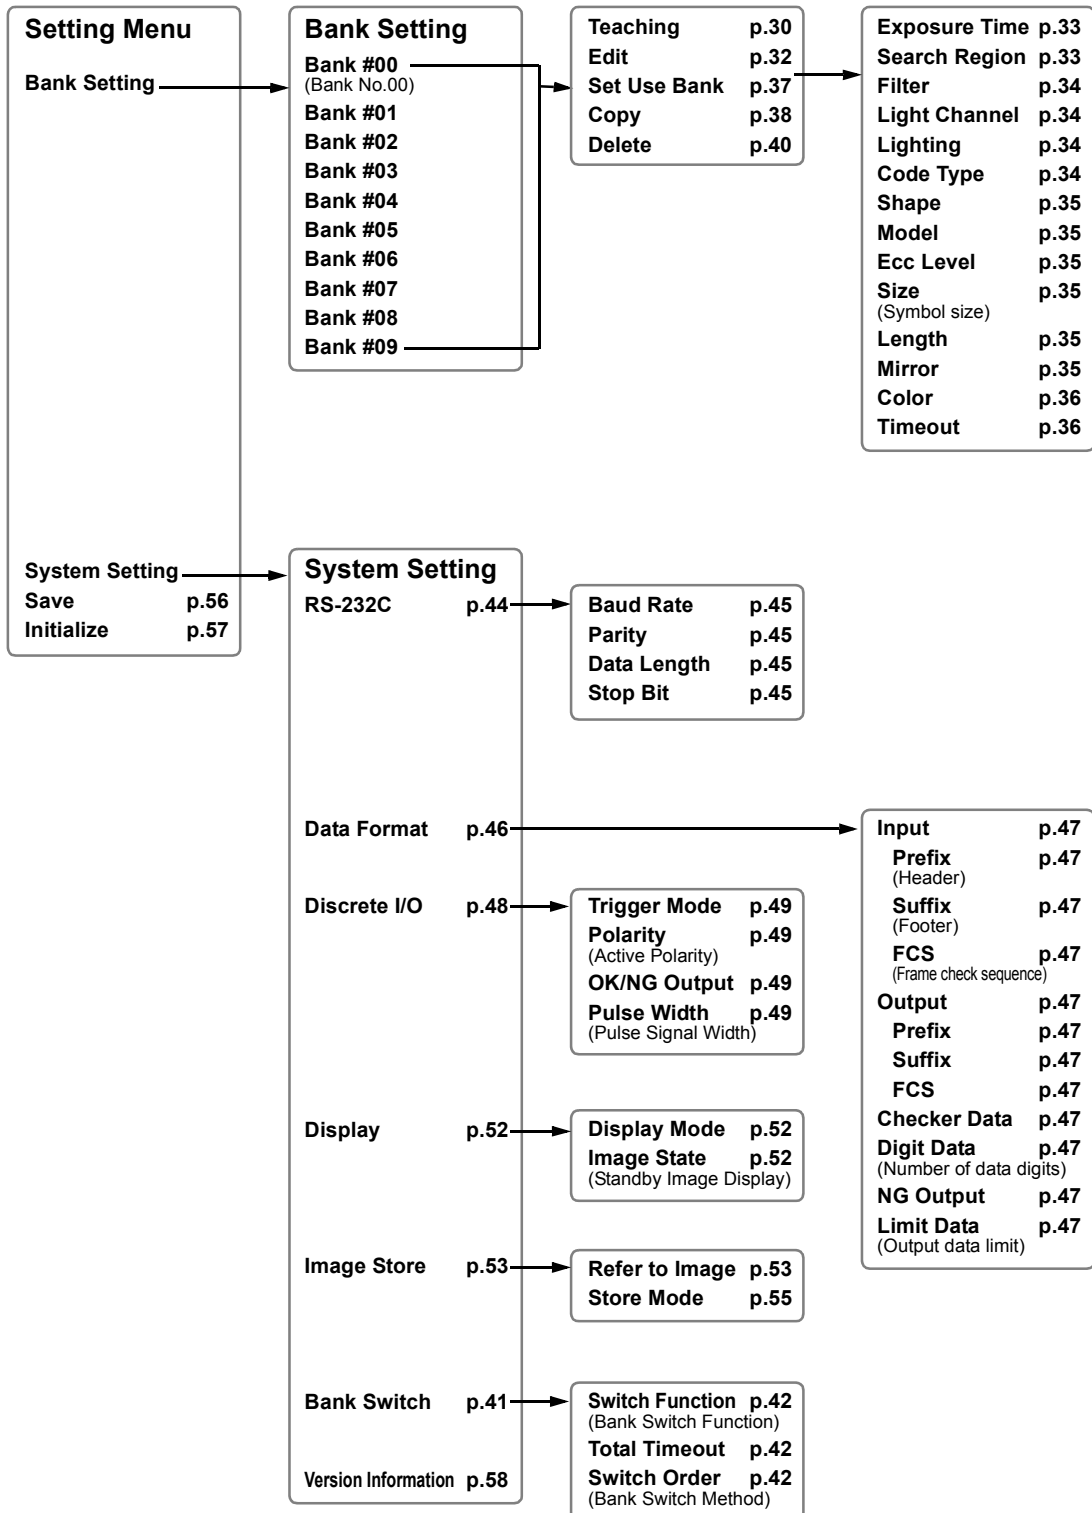 Setting Menu
Bank Setting
System Setting
Save p.56
Initialize p.57
Bank Setting
Bank #00
(Bank No.00)
Bank #01
Bank #02
Bank #03
Bank #04
Bank #05
Bank #06
Bank #07
Bank #08
Bank #09
Teaching p.30
Edit p.32
Set Use Bank p.37
Copy p.38
Delete p.40
Exposure Time p.33
Search Region p.33
Filter p.34
Light Channel p.34
Lighting p.34
Code Type p.34
Shape p.35
Model p.35
Ecc Level p.35
Size p.35
(Symbol size)
Length p.35
Mirror p.35
Color p.36
Timeout p.36
System Setting
RS-232C p.44
Data Format p.46
Discrete I/O p.48
Display p.52
Image Store p.53
Bank Switch p.41
Version Information p.58
Baud Rate p.45
Parity p.45
Data Length p.45
Stop Bit p.45
Input p.47
Prefix p.47
(Header)
Suffix p.47
(Footer)
FCS p.47
(Frame check sequence)
Output p.47
Prefix p.47
Suffix p.47
FCS p.47
Checker Data p.47
Digit Data p.47
(Number of data digits)
NG Output p.47
Limit Data p.47
(Output data limit)
Trigger Mode p.49
Polarity p.49
(Active Polarity)
OK/NG Output p.49
Pulse Width p.49
(Pulse Signal Width)
Display Mode p.52
Image State p.52
(Standby Image Display)
Refer to Image p.53
Store Mode p.55
Switch Function p.42
(Bank Switch Function)
Total Timeout p.42
Switch Order p.42
(Bank Switch Method)